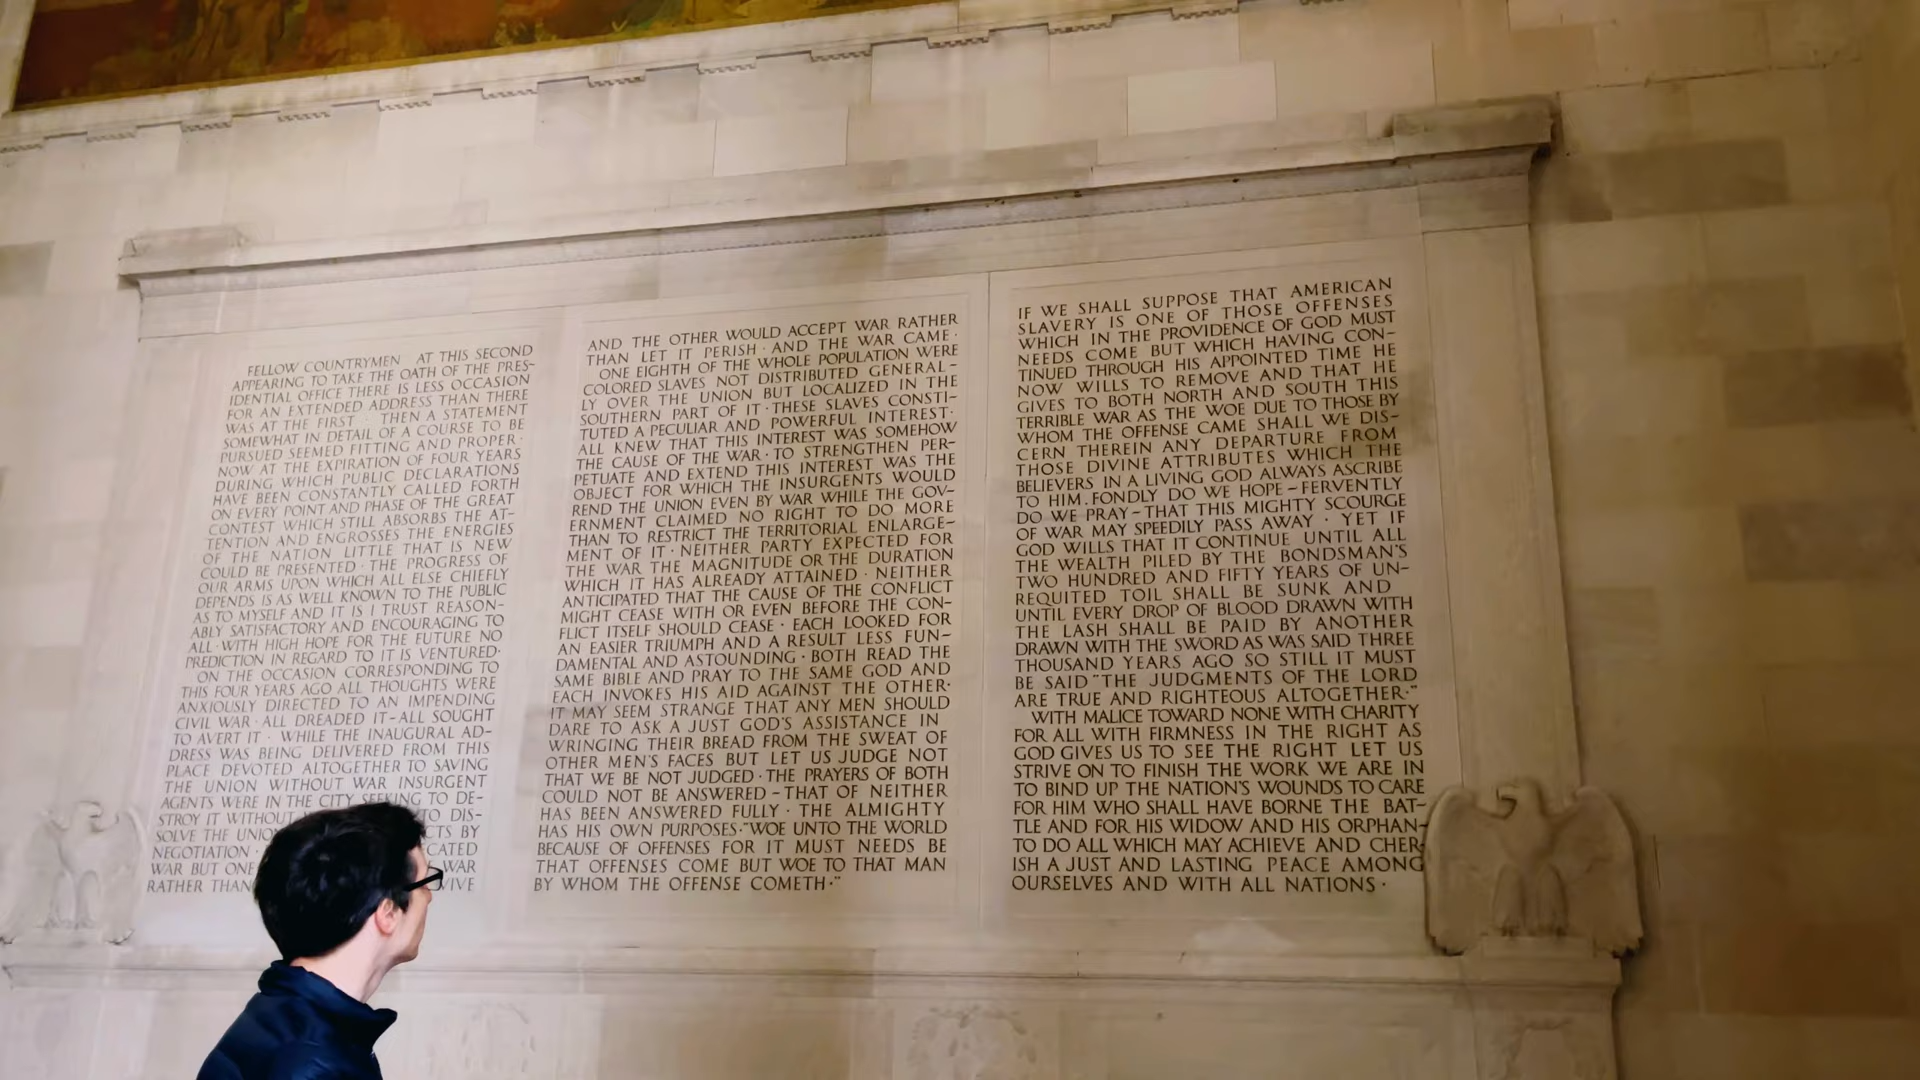 FELLOW COUNTRYMEN AT THIS SECOND
APPEARING TO TAKE THE OATH OF THE PRES-
IDENTIAL OFFICE THERE IS LESS OCCASION
FOR AN EXTENDED ADDRESS THAN THERE
WAS AT THE FIRST · THEN A STATEMENT
SOMEWHAT IN DETAIL OF A COURSE TO BE
PURSUED SEEMED FITTING AND PROPER ·
NOW AT THE EXPIRATION OF FOUR YEARS
DURING WHICH PUBLIC DECLARATIONS
HAVE BEEN CONSTANTLY CALLED FORTH
ON EVERY POINT AND PHASE OF THE GREAT
CONTEST WHICH STILL ABSORBS THE AT-
TENTION AND ENGROSSES THE ENERGIES
OF THE NATION LITTLE THAT IS NEW
COULD BE PRESENTED · THE PROGRESS OF
OUR ARMS UPON WHICH ALL ELSE CHIEFLY
DEPENDS IS AS WELL KNOWN TO THE PUBLIC
AS TO MYSELF AND IT IS I TRUST REASON-
ABLY SATISFACTORY AND ENCOURAGING TO
ALL · WITH HIGH HOPE FOR THE FUTURE NO
PREDICTION IN REGARD TO IT IS VENTURED ·
ON THE OCCASION CORRESPONDING TO
THIS FOUR YEARS AGO ALL THOUGHTS WERE
ANXIOUSLY DIRECTED TO AN IMPENDING
CIVIL WAR · ALL DREADED IT - ALL SOUGHT
TO AVERT IT · WHILE THE INAUGURAL AD-
DRESS WAS BEING DELIVERED FROM THIS
PLACE DEVOTED ALTOGETHER TO SAVING
THE UNION WITHOUT WAR INSURGENT
AGENTS WERE IN THE CITY SEEKING TO DE-
STROY IT WITHOUT TO DIS-
SOLVE THE UNION CTS BY
NEGOTIATION · CATED
WAR BUT ONE WAR
RATHER THAN VIVE
AND THE OTHER WOULD ACCEPT WAR RATHER
THAN LET IT PERISH · AND THE WAR CAME ·
ONE EIGHTH OF THE WHOLE POPULATION WERE
COLORED SLAVES NOT DISTRIBUTED GENERAL-
LY OVER THE UNION BUT LOCALIZED IN THE
SOUTHERN PART OF IT · THESE SLAVES CONSTI-
TUTED A PECULIAR AND POWERFUL INTEREST ·
ALL KNEW THAT THIS INTEREST WAS SOMEHOW
THE CAUSE OF THE WAR · TO STRENGTHEN PER-
PETUATE AND EXTEND THIS INTEREST WAS THE
OBJECT FOR WHICH THE INSURGENTS WOULD
REND THE UNION EVEN BY WAR WHILE THE GOV-
ERNMENT CLAIMED NO RIGHT TO DO MORE
THAN TO RESTRICT THE TERRITORIAL ENLARGE-
MENT OF IT · NEITHER PARTY EXPECTED FOR
THE WAR THE MAGNITUDE OR THE DURATION
WHICH IT HAS ALREADY ATTAINED · NEITHER
ANTICIPATED THAT THE CAUSE OF THE CONFLICT
MIGHT CEASE WITH OR EVEN BEFORE THE CON-
FLICT ITSELF SHOULD CEASE · EACH LOOKED FOR
AN EASIER TRIUMPH AND A RESULT LESS FUN-
DAMENTAL AND ASTOUNDING · BOTH READ THE
SAME BIBLE AND PRAY TO THE SAME GOD AND
EACH INVOKES HIS AID AGAINST THE OTHER ·
IT MAY SEEM STRANGE THAT ANY MEN SHOULD
DARE TO ASK A JUST GOD'S ASSISTANCE IN
WRINGING THEIR BREAD FROM THE SWEAT OF
OTHER MEN'S FACES BUT LET US JUDGE NOT
THAT WE BE NOT JUDGED · THE PRAYERS OF BOTH
COULD NOT BE ANSWERED - THAT OF NEITHER
HAS BEEN ANSWERED FULLY · THE ALMIGHTY
HAS HIS OWN PURPOSES · "WOE UNTO THE WORLD
BECAUSE OF OFFENSES FOR IT MUST NEEDS BE
THAT OFFENSES COME BUT WOE TO THAT MAN
BY WHOM THE OFFENSE COMETH · "
IF WE SHALL SUPPOSE THAT AMERICAN
SLAVERY IS ONE OF THOSE OFFENSES
WHICH IN THE PROVIDENCE OF GOD MUST
NEEDS COME BUT WHICH HAVING CON-
TINUED THROUGH HIS APPOINTED TIME HE
NOW WILLS TO REMOVE AND THAT HE
GIVES TO BOTH NORTH AND SOUTH THIS
TERRIBLE WAR AS THE WOE DUE TO THOSE BY
WHOM THE OFFENSE CAME SHALL WE DIS-
CERN THEREIN ANY DEPARTURE FROM
THOSE DIVINE ATTRIBUTES WHICH THE
BELIEVERS IN A LIVING GOD ALWAYS ASCRIBE
TO HIM. FONDLY DO WE HOPE - FERVENTLY
DO WE PRAY - THAT THIS MIGHTY SCOURGE
OF WAR MAY SPEEDILY PASS AWAY · YET IF
GOD WILLS THAT IT CONTINUE UNTIL ALL
THE WEALTH PILED BY THE BONDSMAN'S
TWO HUNDRED AND FIFTY YEARS OF UN-
REQUITED TOIL SHALL BE SUNK AND
UNTIL EVERY DROP OF BLOOD DRAWN WITH
THE LASH SHALL BE PAID BY ANOTHER
DRAWN WITH THE SWORD AS WAS SAID THREE
THOUSAND YEARS AGO SO STILL IT MUST
BE SAID "THE JUDGMENTS OF THE LORD
ARE TRUE AND RIGHTEOUS ALTOGETHER · "
WITH MALICE TOWARD NONE WITH CHARITY
FOR ALL WITH FIRMNESS IN THE RIGHT AS
GOD GIVES US TO SEE THE RIGHT LET US
STRIVE ON TO FINISH THE WORK WE ARE IN
TO BIND UP THE NATION'S WOUNDS TO CARE
FOR HIM WHO SHALL HAVE BORNE THE BAT-
TLE AND FOR HIS WIDOW AND HIS ORPHAN-
TO DO ALL WHICH MAY ACHIEVE AND CHER-
ISH A JUST AND LASTING PEACE AMONG
OURSELVES AND WITH ALL NATIONS ·